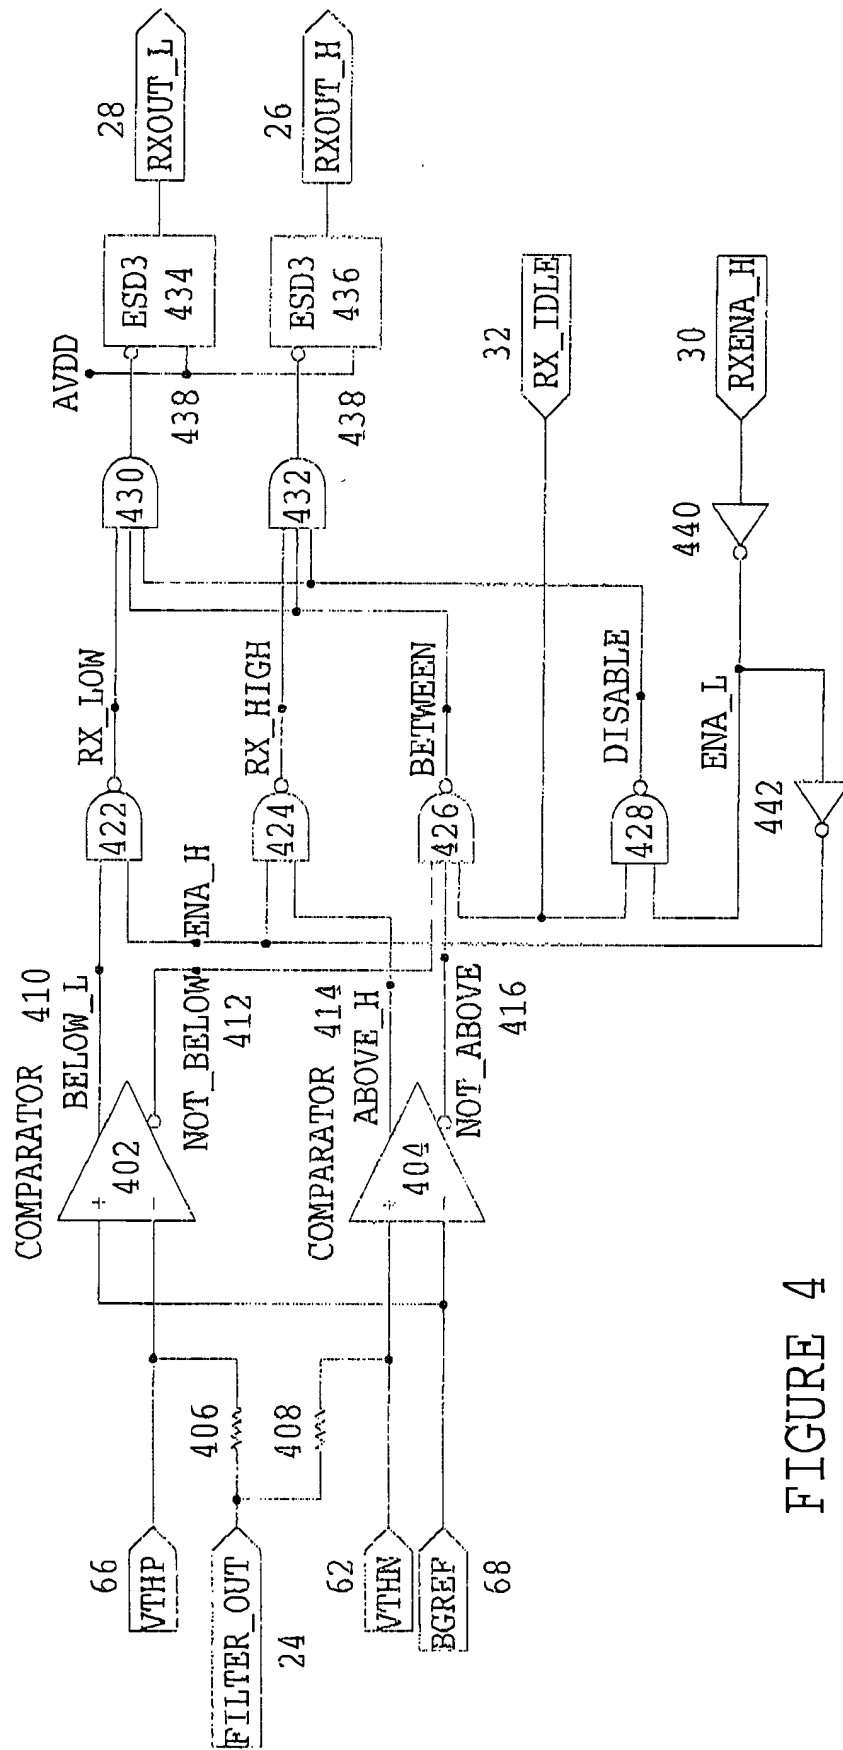 66
VTHP
FILTER_OUT
24
62
VTHN
BGREF
68
406
408
COMPARATOR 410
BELOW_L
402
+
−
NOT_BELOW
412
ENA_H
COMPARATOR 414
ABOVE_H
404
+
−
NOT_ABOVE
416
422
RX_LOW
424
RX_HIGH
426
BETWEEN
428
DISABLE
ENA_L
442
440
430
432
AVDD
438
438
ESD3
434
ESD3
436
28
RXOUT_L
26
RXOUT_H
32
RX_IDLE
30
RXENA_H
FIGURE 4